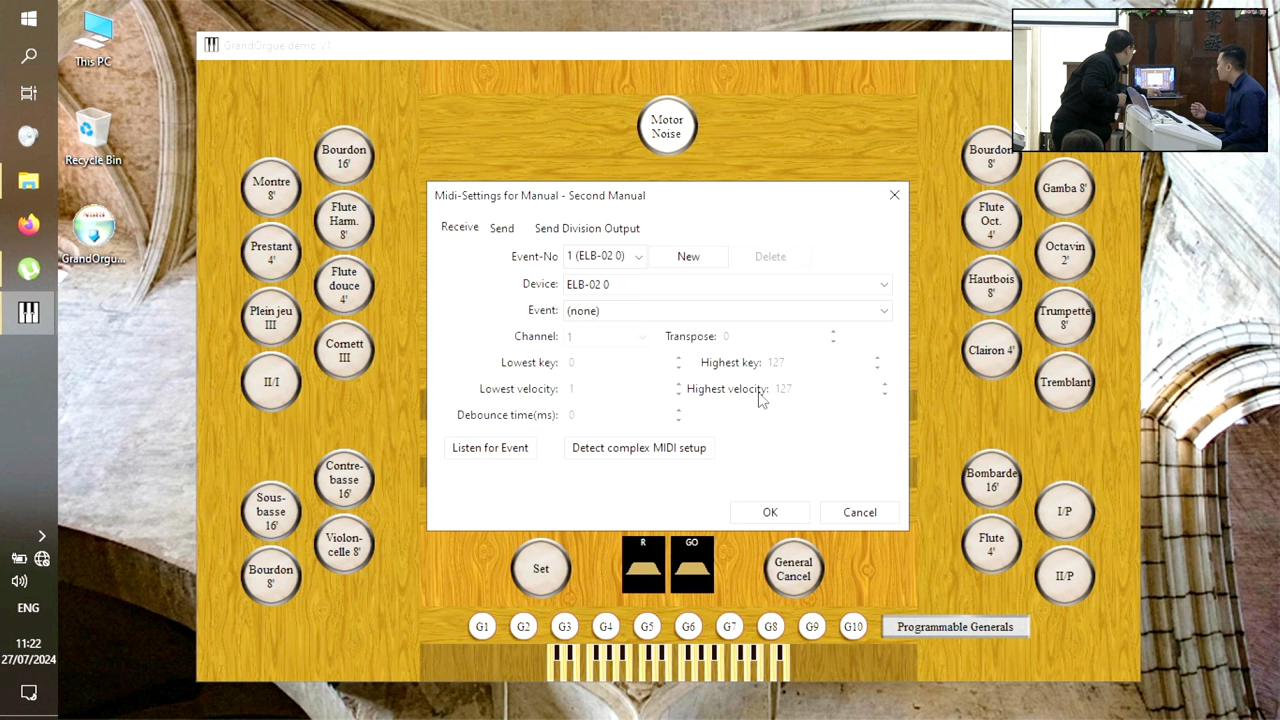 This PC
Recycle Bin
GrandOrgu...
ENG
11:22
27/07/2024
GrandOrgue demo V1
Motor
Noise
Bourdon
16'
Montre
8'
Flute
Harm.
8'
Prestant
4'
Flute
douce
4'
Plein jeu
III
Cornett
III
II/I
Contre-
basse
16'
Sous-
basse
16'
Violon-
celle 8'
Bourdon
8'
Midi-Settings for Manual - Second Manual
Receive Send Send Division Output
Event-No 1 (ELB-02 0) New Delete
Device: ELB-02 0
Event: (none)
Channel: 1 Transpose: 0
Lowest key: 0 Highest key: 127
Lowest velocity: 1 Highest velocity: 127
Debounce time(ms): 0
Listen for Event Detect complex MIDI setup
OK Cancel
Bourdon
8'
Gamba 8'
Flute
Oct.
4'
Octavin
2'
Hautbois
8'
Trumpette
8'
Clairon 4'
Tremblant
Bombarde
16'
I/P
Flute
4'
II/P
Set
R
GO
General
Cancel
G1 G2 G3 G4 G5 G6 G7 G8 G9 G10 Programmable Generals